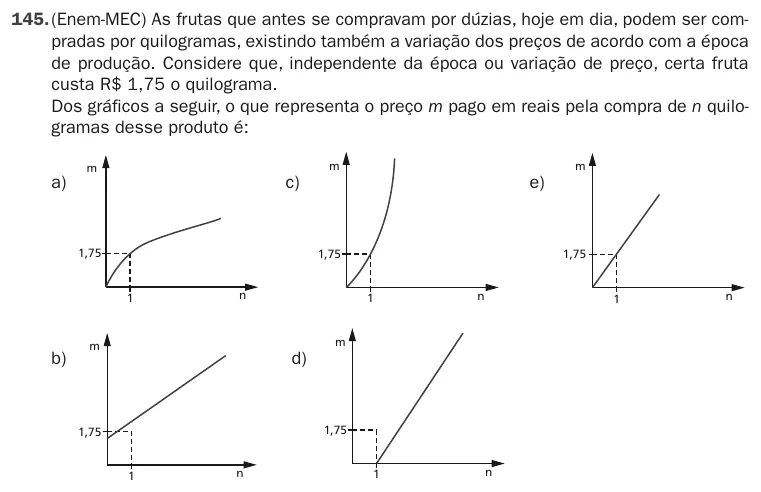 145.(Enem-MEC) As frutas que antes se compravam por dúzias, hoje em dia, podem ser com-
pradas por quilogramas, existindo também a variação dos preços de acordo com a época
de produção. Considere que, independente da época ou variação de preço, certa fruta
custa R$ 1,75 o quilograma.
Dos gráficos a seguir, o que representa o preço m pago em reais pela compra de n quilo-
gramas desse produto é:
a)
m
1,75
1
n
c)
m
1,75
1
n
e)
m
1,75
1
n
b)
m
1,75
1
n
d)
m
1,75
1
n